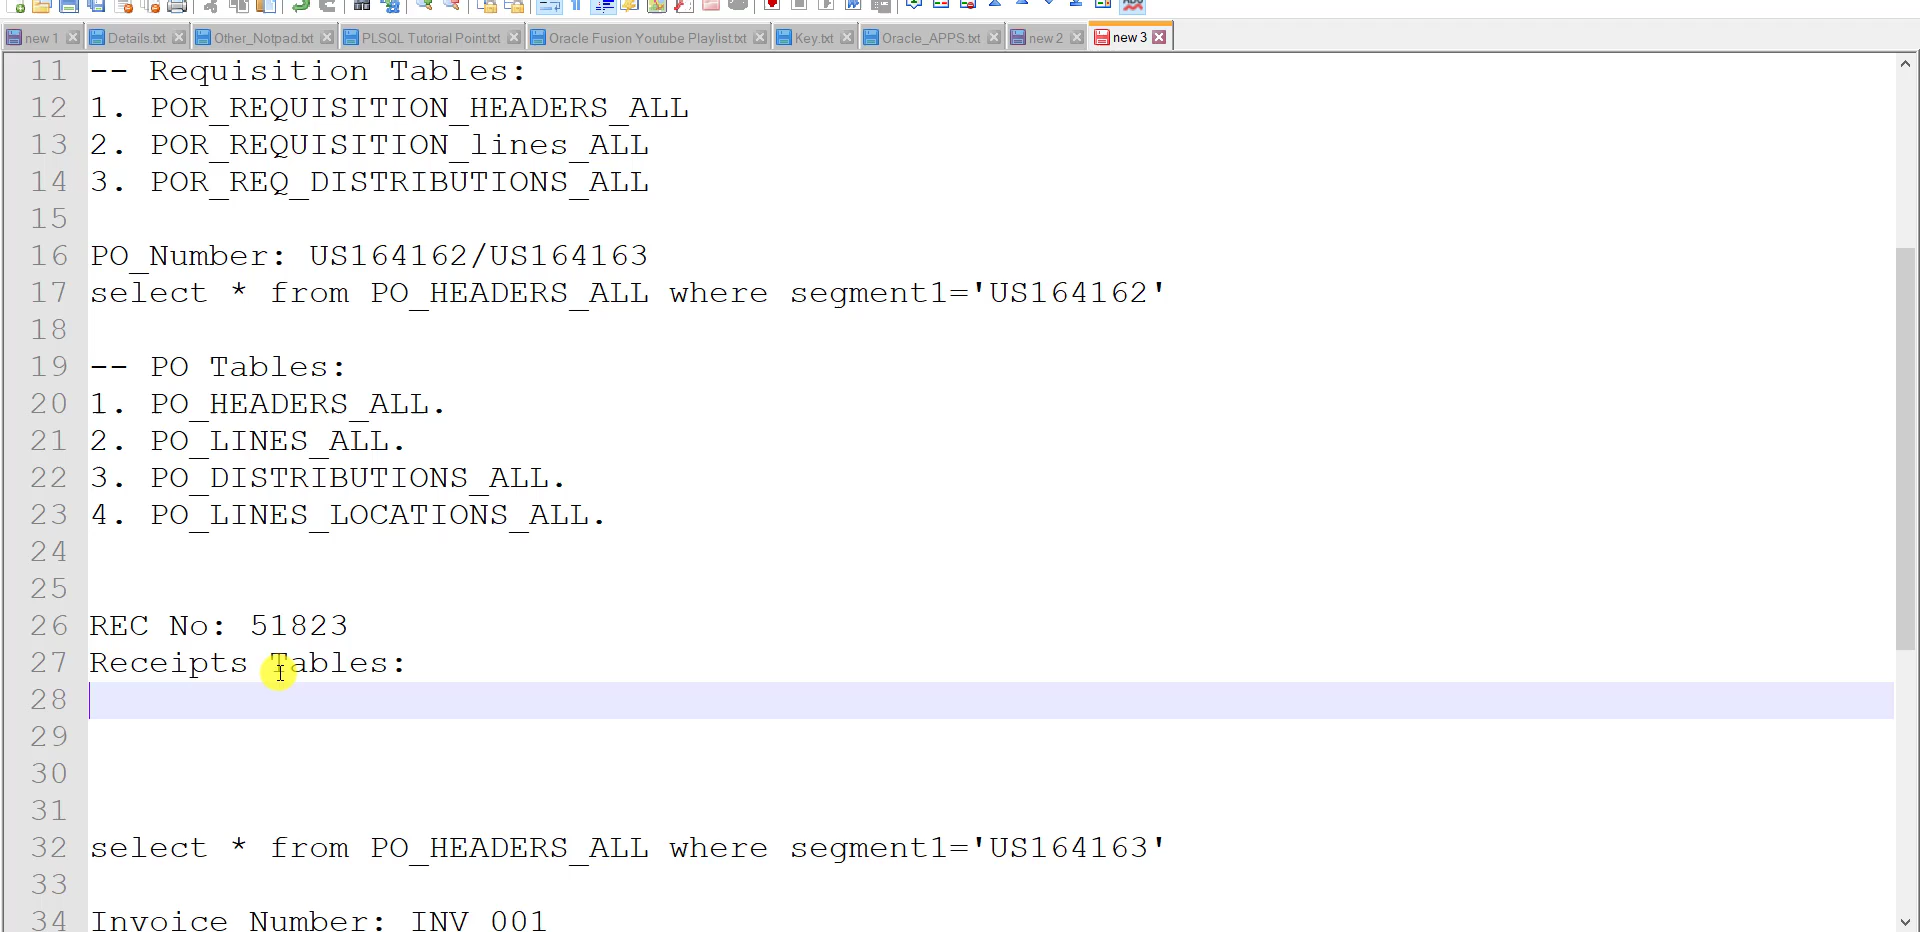 new 1 Details.txt Other_Notpad.txt PLSQL Tutorial Point.txt Oracle Fusion Youtube Playlist.txt Key.txt Oracle_APPS.txt new 2 new 3
11 -- Requisition Tables:
12 1. POR_REQUISITION_HEADERS_ALL
13 2. POR_REQUISITION_lines_ALL
14 3. POR_REQ_DISTRIBUTIONS_ALL
15
16 PO_Number: US164162/US164163
17 select * from PO_HEADERS_ALL where segment1='US164162'
18
19 -- PO Tables:
20 1. PO_HEADERS_ALL.
21 2. PO_LINES_ALL.
22 3. PO_DISTRIBUTIONS_ALL.
23 4. PO_LINES_LOCATIONS_ALL.
24
25
26 REC No: 51823
27 Receipts Tables:
28
29
30
31
32 select * from PO_HEADERS_ALL where segment1='US164163'
33
34 Invoice Number: INV 001